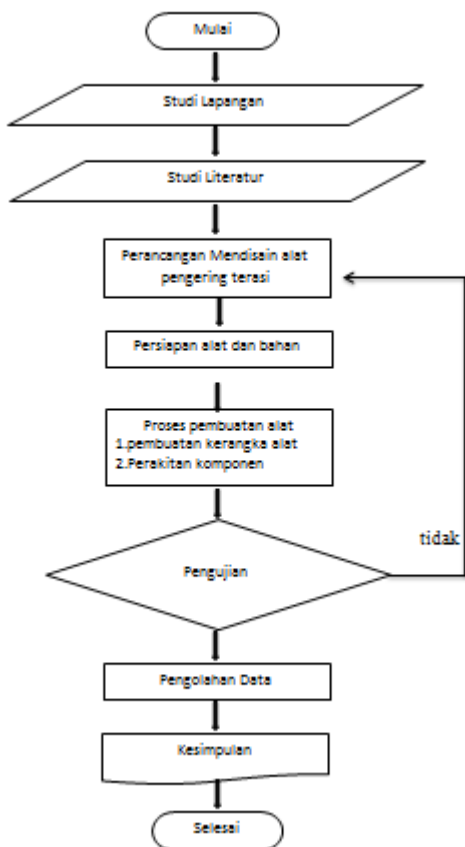 Mulai
Studi Lapangan
Studi Literatur
Perancangan Mendisain alat
pengering terasi
Persiapan alat dan bahan
Proses pembuatan alat
1.pembuatan kerangka alat
2.Perakitan komponen
Pengujian
tidak
Pengolahan Data
Kesimpulan
Selesai